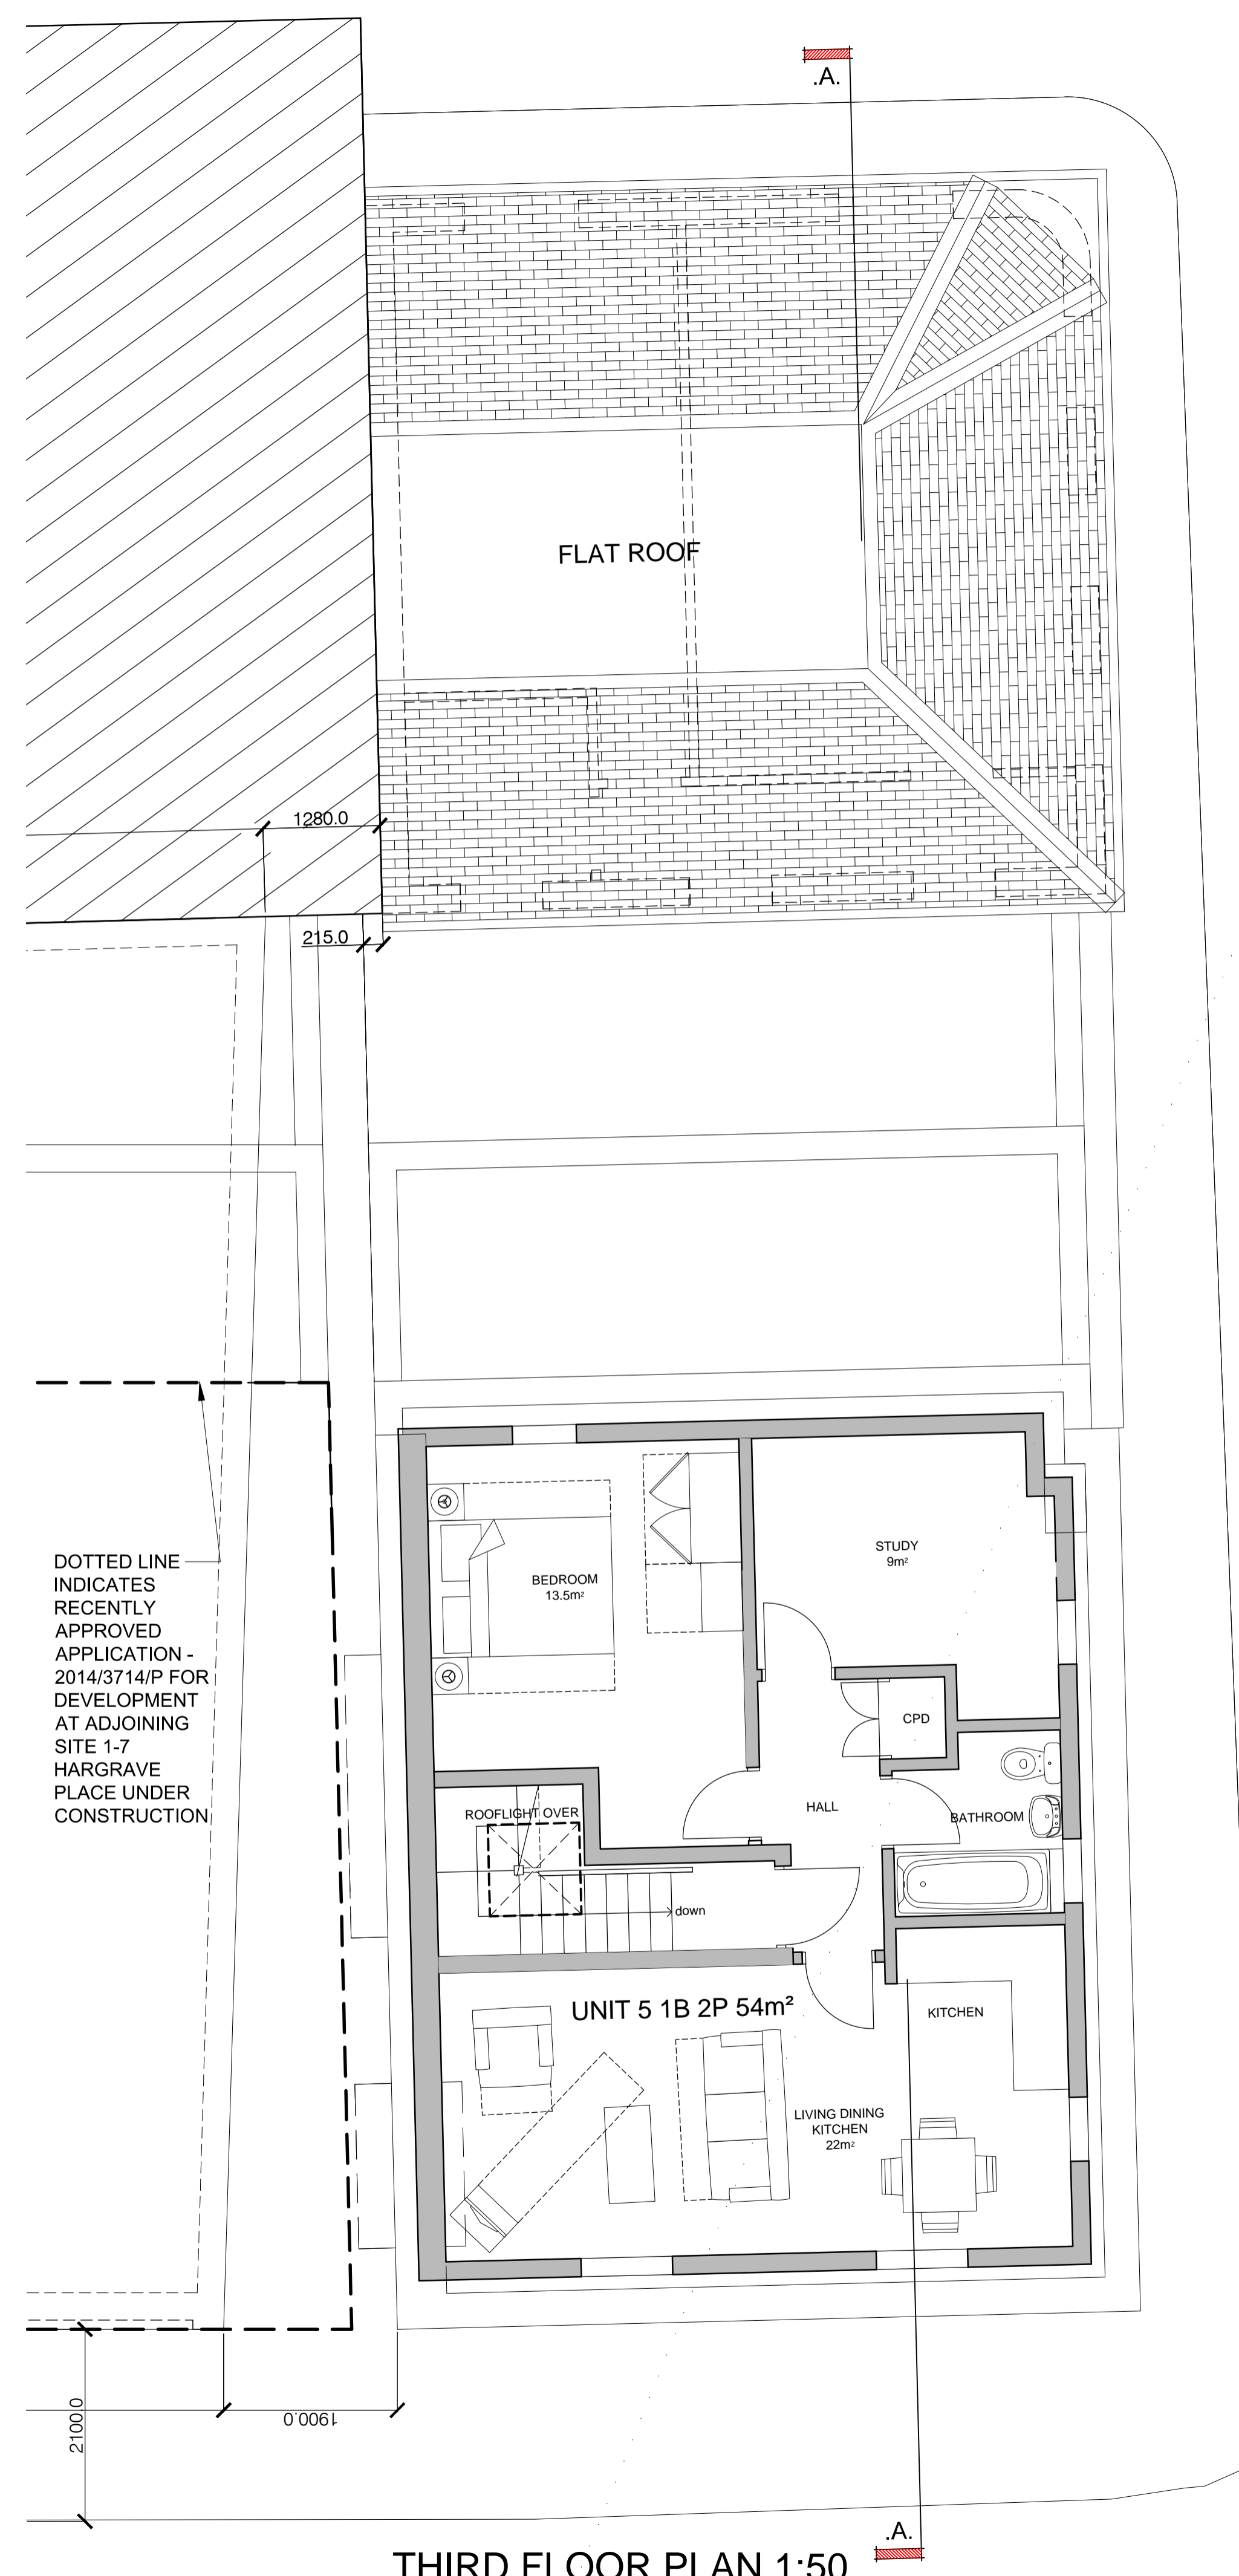 .A.
FLAT ROOF
1280.0
215.0
DOTTED LINE
INDICATES
RECENTLY
APPROVED
APPLICATION -
2014/3714/P FOR
DEVELOPMENT
AT ADJOINING
SITE 1-7
HARGRAVE
PLACE UNDER
CONSTRUCTION
STUDY
9m²
BEDROOM
13.5m²
CPD
HALL
ROOFLIGHT OVER
BATHROOM
down
UNIT 5 1B 2P 54m²
KITCHEN
LIVING DINING
KITCHEN
22m²
1900.0
2100.0
.A.
THIRD FLOOR PLAN 1:50